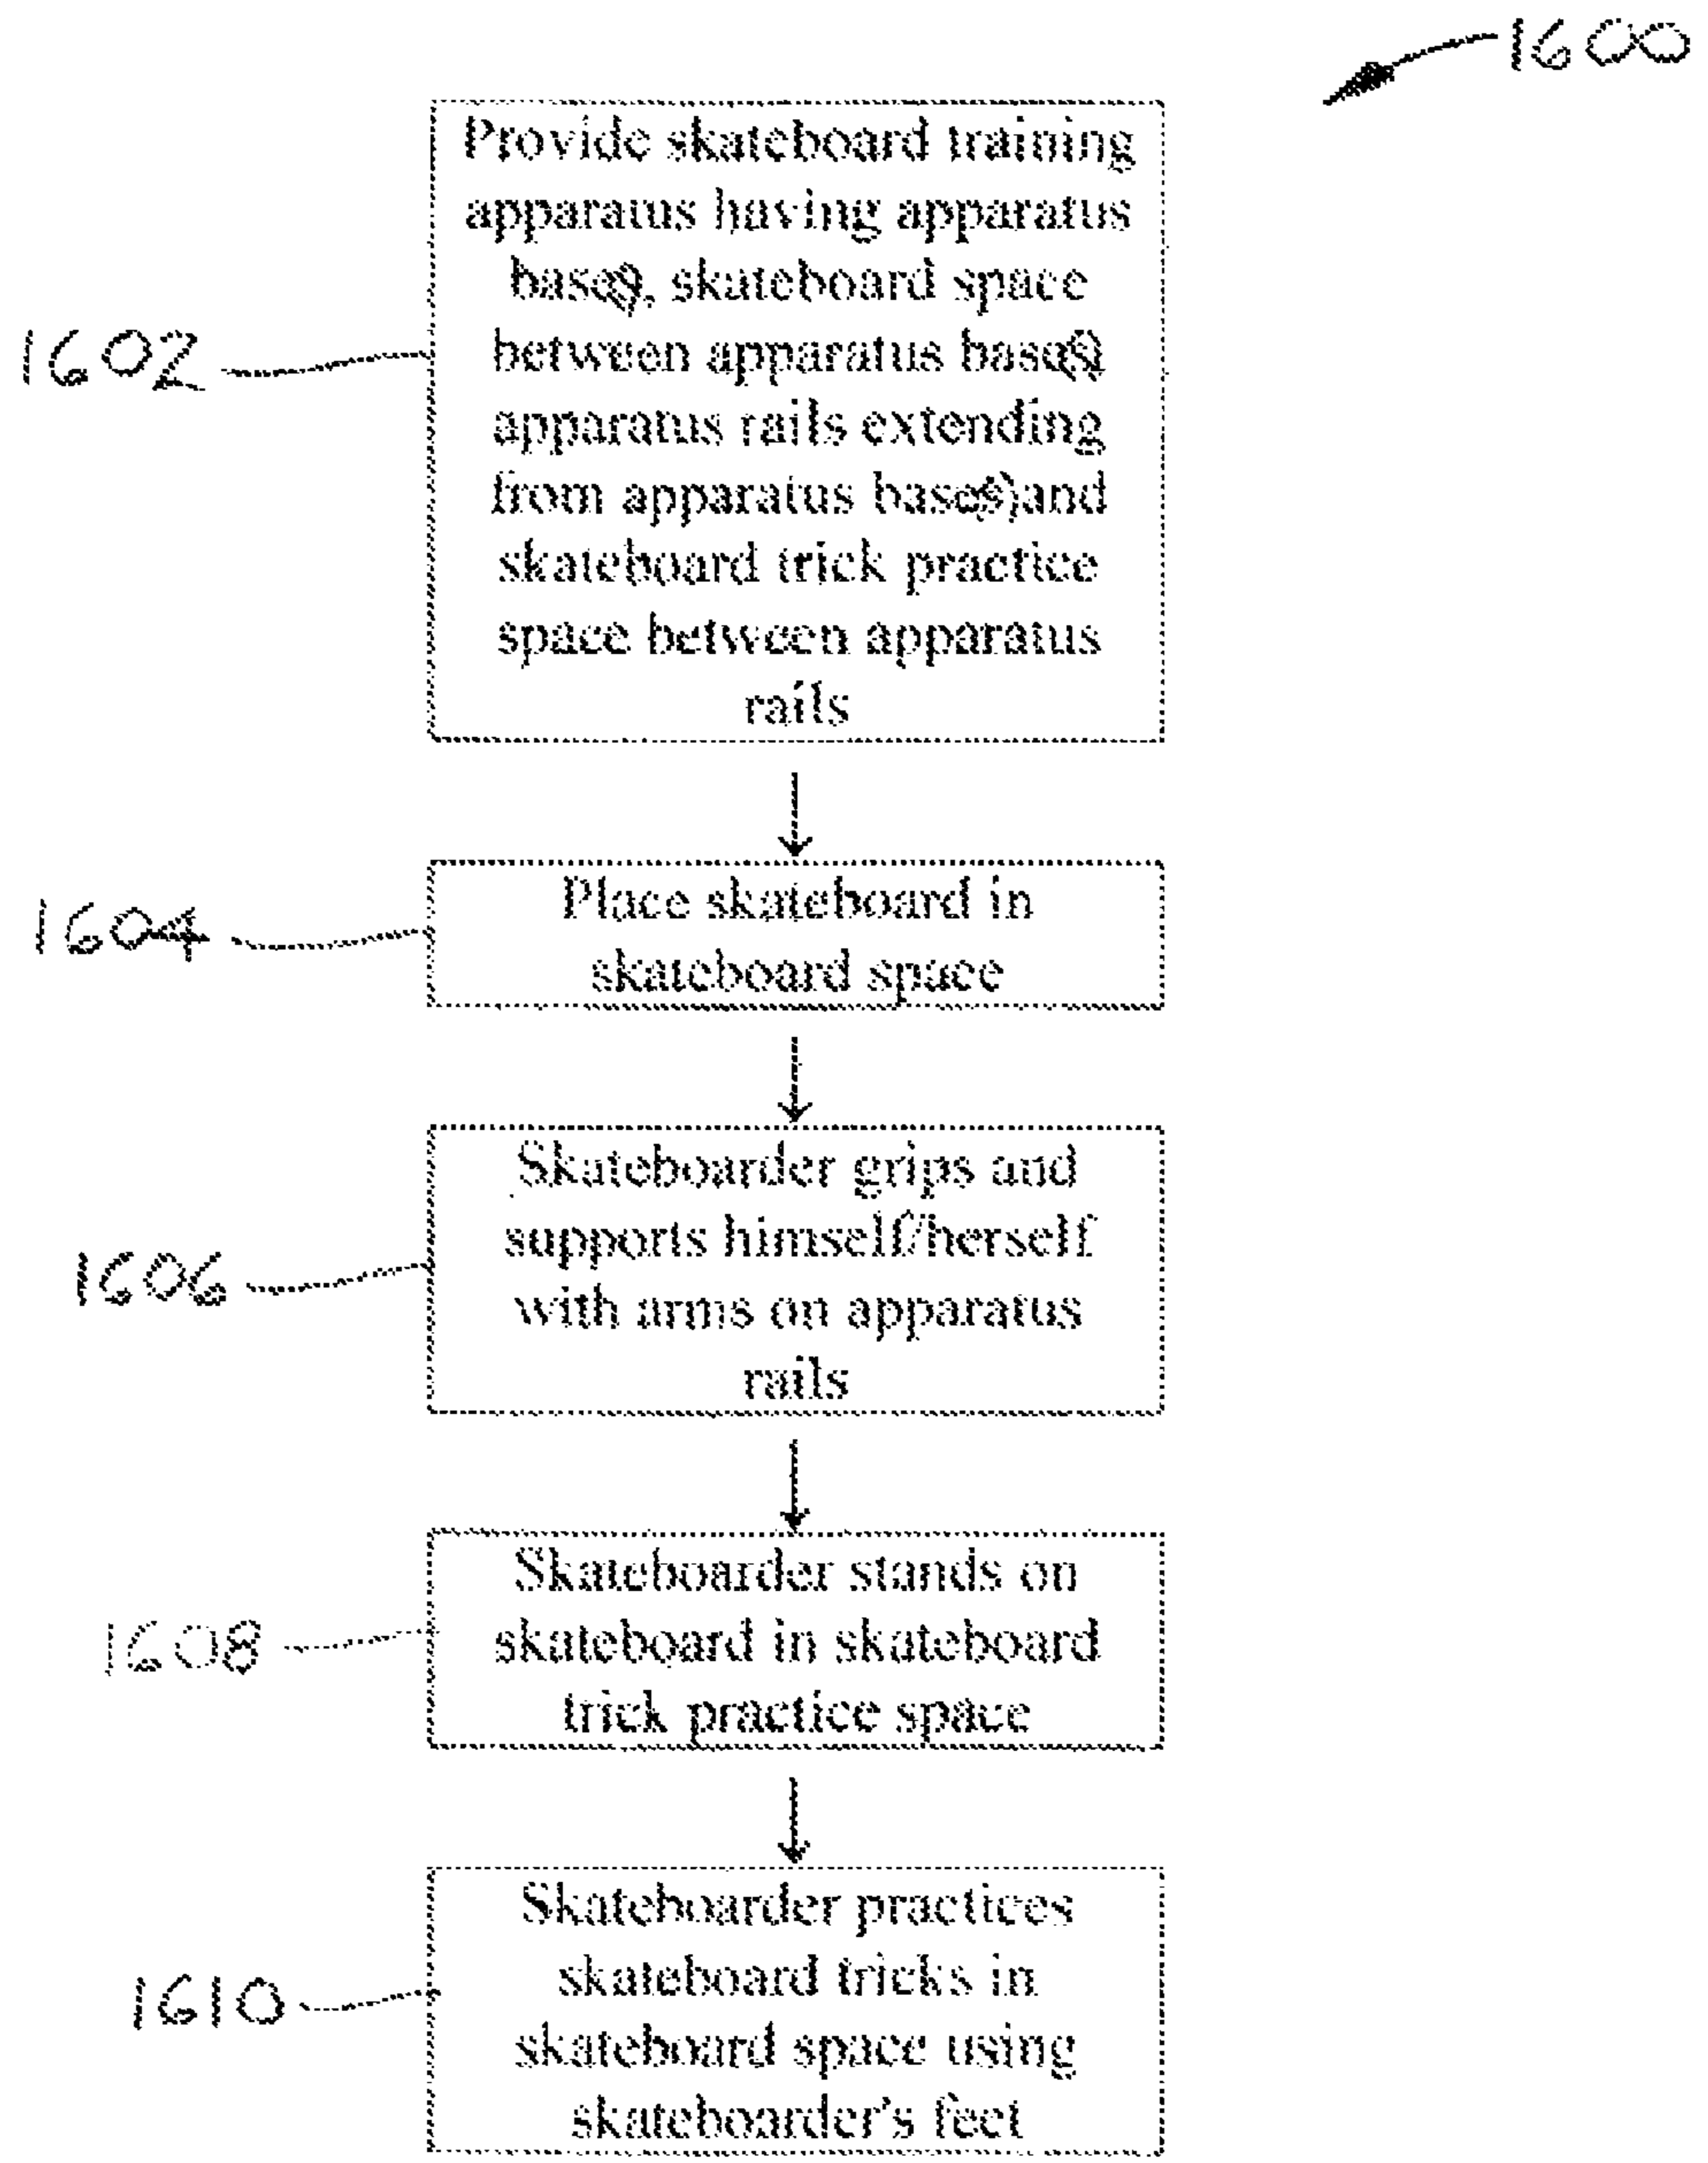 1600
Provide skateboard training
apparatus having apparatus
base(s), skateboard space
1602
between apparatus base(s)
apparatus rails extending
from apparatus base(s) and
skateboard trick practice
space between apparatus
rails
1604
Place skateboard in
skateboard space
1606
Skateboarder grips and
supports himself/herself
with arms on apparatus
rails
1608
Skateboarder stands on
skateboard in skateboard
trick practice space
1610
Skateboarder practices
skateboard tricks in
skateboard space using
skateboarder's feet